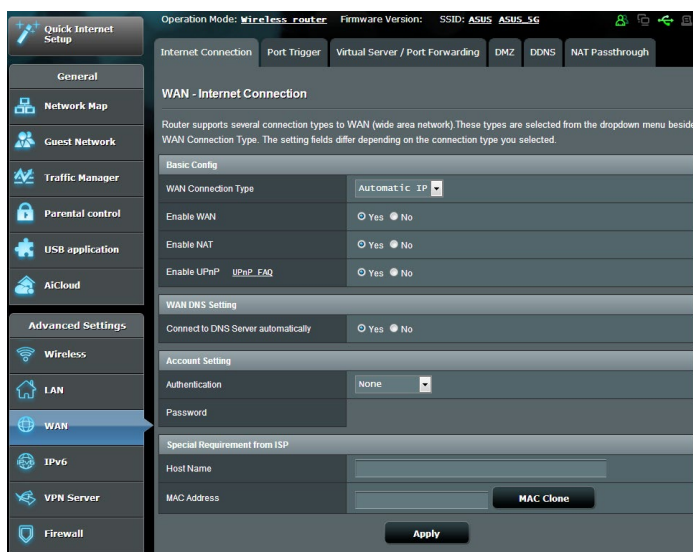 Quick Internet Setup
Operation Mode: Wireless router Firmware Version: SSID: ASUS ASUS_5G
Internet Connection Port Trigger Virtual Server / Port Forwarding DMZ DDNS NAT Passthrough
General
Network Map
Guest Network
Traffic Manager
Parental control
USB application
AiCloud
Advanced Settings
Wireless
LAN
WAN
IPv6
VPN Server
Firewall
WAN - Internet Connection
Router supports several connection types to WAN (wide area network).These types are selected from the dropdown menu beside
WAN Connection Type. The setting fields differ depending on the connection type you selected.
Basic Config
WAN Connection Type Automatic IP
Enable WAN Yes No
Enable NAT Yes No
Enable UPnP UPnP FAQ Yes No
WAN DNS Setting
Connect to DNS Server automatically Yes No
Account Setting
Authentication None
Password
Special Requirement from ISP
Host Name
MAC Address MAC Clone
Apply